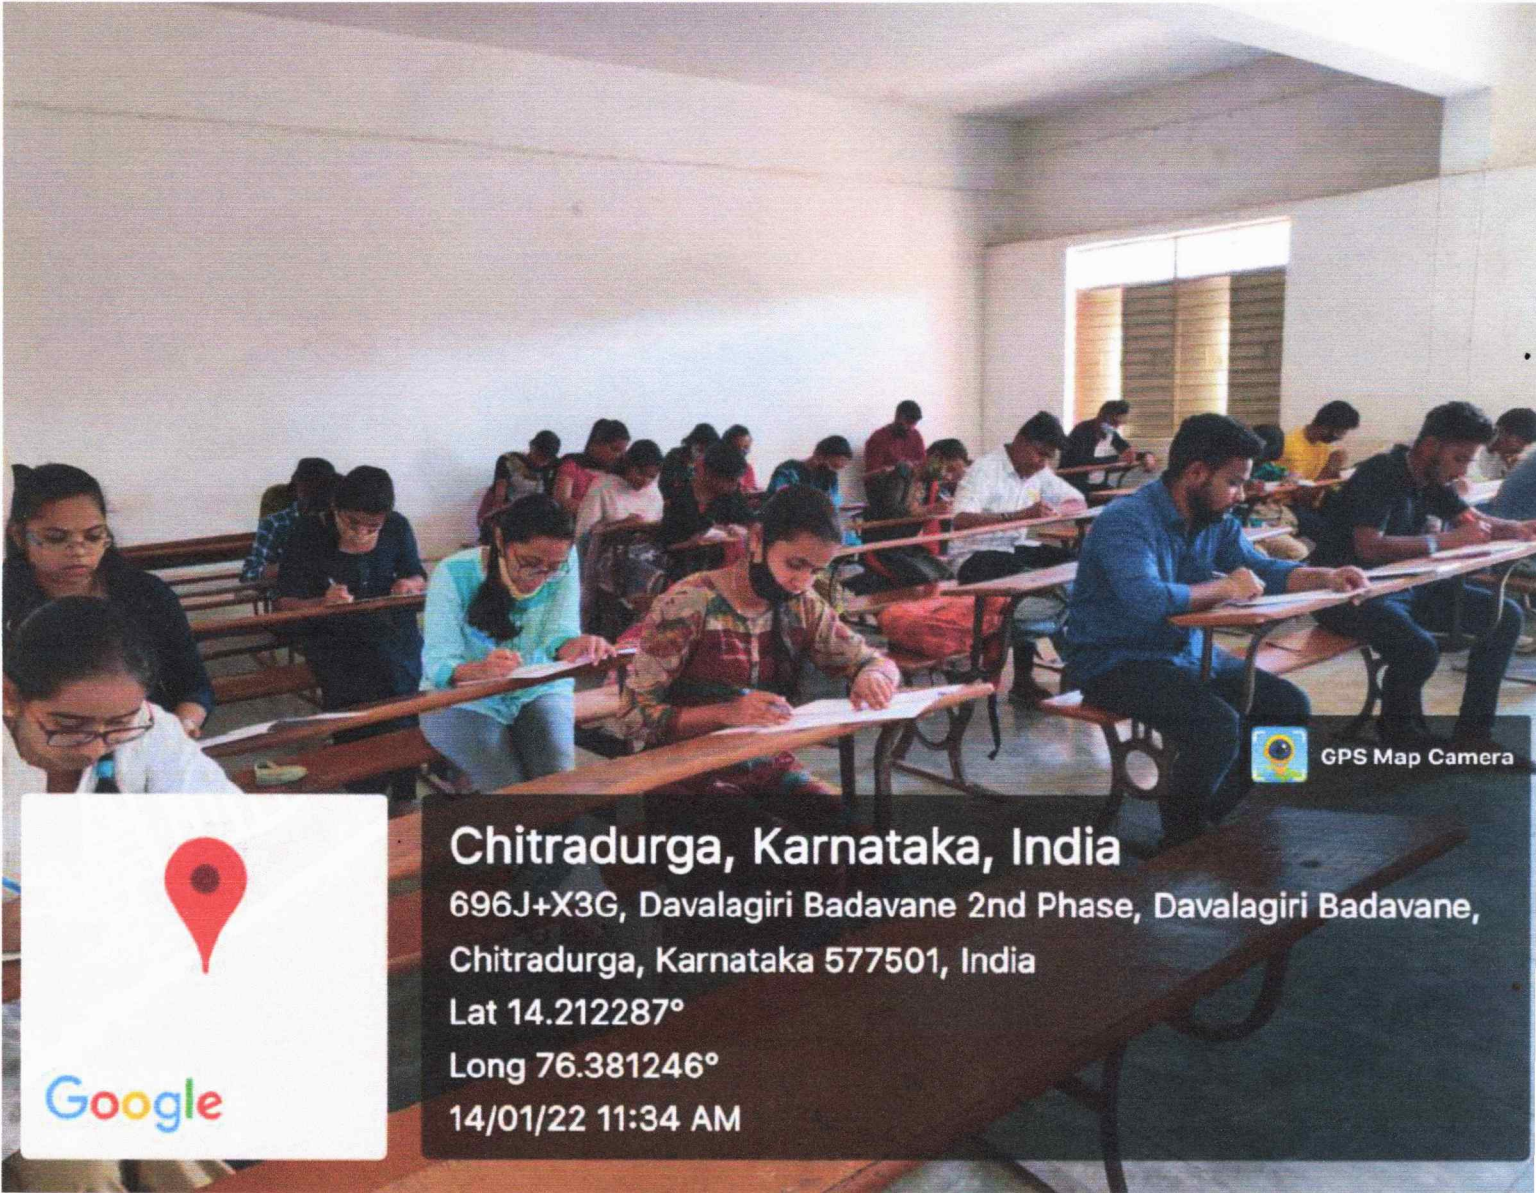 GPS Map Camera
Chitradurga, Karnataka, India
696J+X3G, Davalagiri Badavane 2nd Phase, Davalagiri Badavane,
Chitradurga, Karnataka 577501, India
Lat 14.212287°
Long 76.381246°
14/01/22 11:34 AM
Google